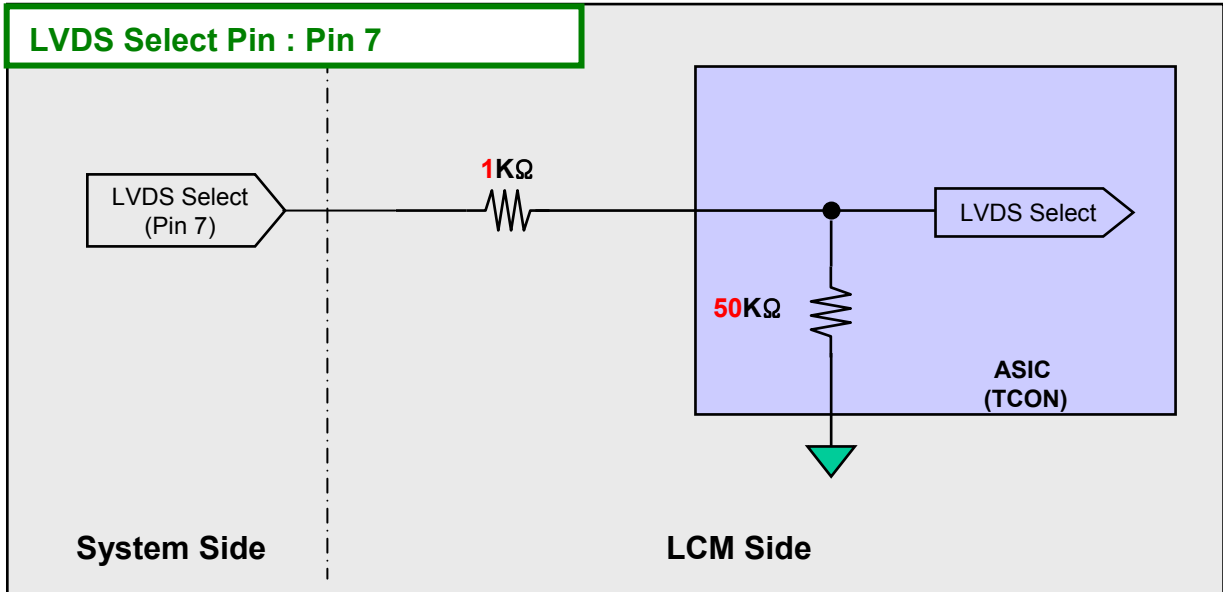 LVDS Select Pin : Pin 7
1KΩ
LVDS Select
(Pin 7)
LVDS Select
50KΩ
ASIC
(TCON)
System Side
LCM Side